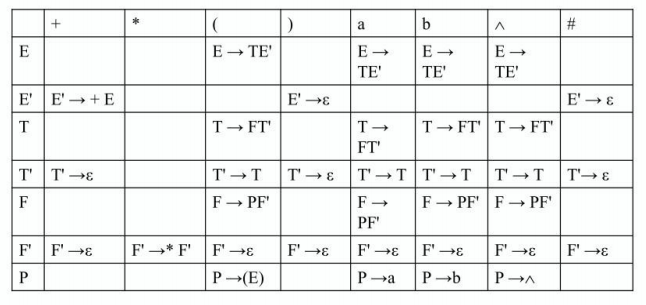 + * ( ) a b ∧ #
E E → TE' E → TE' E → TE' E → TE'
E' E' → + E E' →ε E' → ε
T T → FT' T → FT' T → FT' T → FT'
T' T' →ε T' → T T' → ε T' → T T' → T T' → T T'→ ε
F F → PF' F → PF' F → PF' F → PF'
F' F' →ε F' →* F' F' →ε F' →ε F' →ε F' →ε F' →ε F' →ε
P P →(E) P →a P →b P →∧